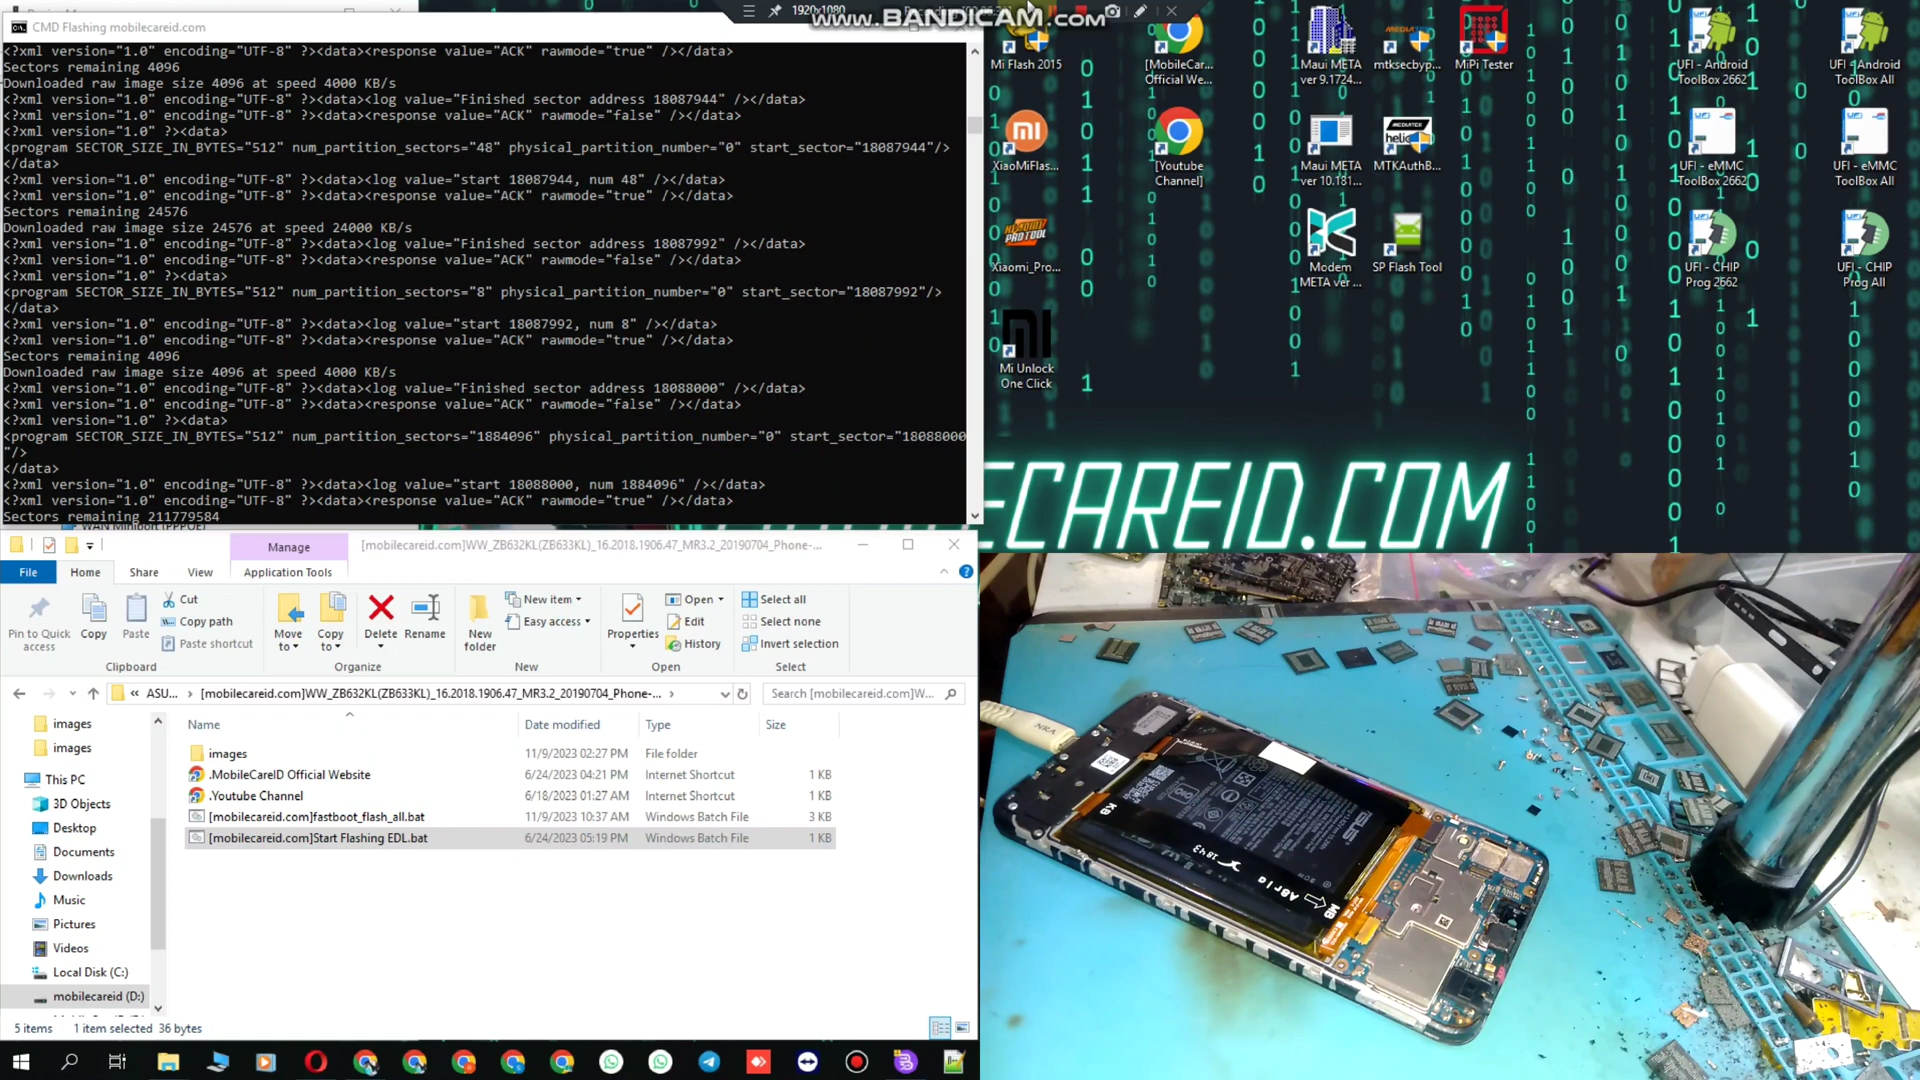 CMD Flashing mobilecareid.com
1920x1080
www.BANDICAM.com
<?xml version="1.0" encoding="UTF-8" ?><data><response value="ACK" rawmode="true" /></data>
Sectors remaining 4096
Downloaded raw image size 4096 at speed 4000 KB/s
<?xml version="1.0" encoding="UTF-8" ?><data><log value="Finished sector address 18087944" /></data>
<?xml version="1.0" encoding="UTF-8" ?><data><response value="ACK" rawmode="false" /></data>
<?xml version="1.0" ?><data>
<program SECTOR_SIZE_IN_BYTES="512" num_partition_sectors="48" physical_partition_number="0" start_sector="18087944"/>
</data>
<?xml version="1.0" encoding="UTF-8" ?><data><log value="start 18087944, num 48" /></data>
<?xml version="1.0" encoding="UTF-8" ?><data><response value="ACK" rawmode="true" /></data>
Sectors remaining 24576
Downloaded raw image size 24576 at speed 24000 KB/s
<?xml version="1.0" encoding="UTF-8" ?><data><log value="Finished sector address 18087992" /></data>
<?xml version="1.0" encoding="UTF-8" ?><data><response value="ACK" rawmode="false" /></data>
<?xml version="1.0" ?><data>
<program SECTOR_SIZE_IN_BYTES="512" num_partition_sectors="8" physical_partition_number="0" start_sector="18087992"/>
</data>
<?xml version="1.0" encoding="UTF-8" ?><data><log value="start 18087992, num 8" /></data>
<?xml version="1.0" encoding="UTF-8" ?><data><response value="ACK" rawmode="true" /></data>
Sectors remaining 4096
Downloaded raw image size 4096 at speed 4000 KB/s
<?xml version="1.0" encoding="UTF-8" ?><data><log value="Finished sector address 18088000" /></data>
<?xml version="1.0" encoding="UTF-8" ?><data><response value="ACK" rawmode="false" /></data>
<?xml version="1.0" ?><data>
<program SECTOR_SIZE_IN_BYTES="512" num_partition_sectors="1884096" physical_partition_number="0" start_sector="18088000
"/>
</data>
<?xml version="1.0" encoding="UTF-8" ?><data><log value="start 18088000, num 1884096" /></data>
<?xml version="1.0" encoding="UTF-8" ?><data><response value="ACK" rawmode="true" /></data>
Sectors remaining 211779584
Mi Flash 2015
[MobileCar...
Official We...
Maui META
ver 9.1724...
mtksecbyp...
MiPi Tester
UFI - Android
ToolBox 2662
UFI - Android
ToolBox All
XiaoMiFlas...
[Youtube
Channel]
Maui META
ver 10.181...
MTKAuthB...
UFI - eMMC
ToolBox 2662
UFI - eMMC
ToolBox All
Xiaomi_Pro...
Modem
META ver ...
SP Flash Tool
UFI - CHIP
Prog 2662
UFI - CHIP
Prog All
Mi Unlock
One Click
ECAREID.COM
Manage
[mobilecareid.com]WW_ZB632KL(ZB633KL)_16.2018.1906.47_MR3.2_20190704_Phone-...
File Home Share View Application Tools
Pin to Quick
access
Copy
Paste
Cut
Copy path
Paste shortcut
Move
to
Copy
to
Delete
Rename
New
folder
New item
Easy access
Properties
Open
Edit
History
Select all
Select none
Invert selection
Clipboard Organize New Open Select
« ASU... [mobilecareid.com]WW_ZB632KL(ZB633KL)_16.2018.1906.47_MR3.2_20190704_Phone-...
Search [mobilecareid.com]W...
images
images
This PC
3D Objects
Desktop
Documents
Downloads
Music
Pictures
Videos
Local Disk (C:)
mobilecareid (D:)
Name Date modified Type Size
images 11/9/2023 02:27 PM File folder
.MobileCareID Official Website 6/24/2023 04:21 PM Internet Shortcut 1 KB
.Youtube Channel 6/18/2023 01:27 AM Internet Shortcut 1 KB
[mobilecareid.com]fastboot_flash_all.bat 11/9/2023 10:37 AM Windows Batch File 3 KB
[mobilecareid.com]Start Flashing EDL.bat 6/24/2023 05:19 PM Windows Batch File 1 KB
5 items 1 item selected 36 bytes
NRA
KB
ASUS
1843
A8r1a
MB